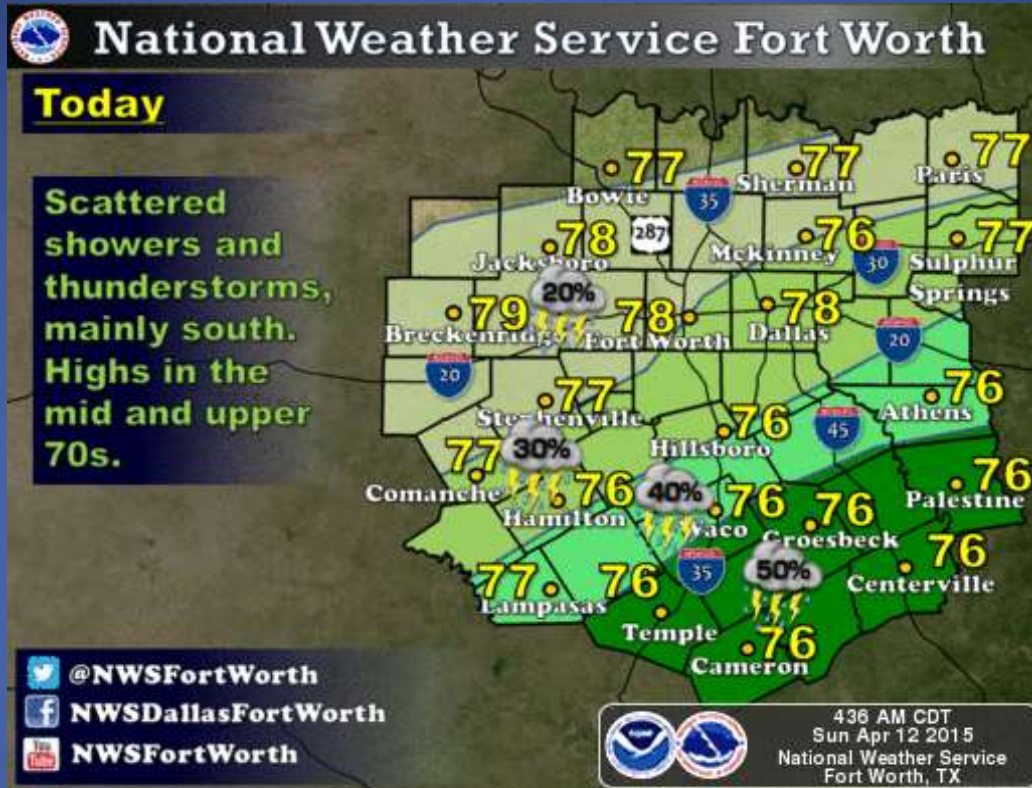 National Weather Service Fort Worth
Today
Scattered
showers and
thunderstorms,
mainly south.
Highs in the
mid and upper
70s.
77
Bowie
77
Sherman
77
Paris
35
287
78
Jacksboro
76
McKinney
30
77
Sulphur
Springs
20%
79
Breckenridg
78
Fort Worth
78
Dallas
20
20
77
Stephenville
76
Hillsboro
45
76
Athens
30%
77
Comanche
76
Hamilton
40%
76
Waco
76
Groesbeck
76
Palestine
50%
77
Lampasas
76
Temple
35
76
Centerville
76
Cameron
@NWSFortWorth
NWSDallasFortWorth
You
Tube
NWSFortWorth
436 AM CDT
Sun Apr 12 2015
National Weather Service
Fort Worth, TX